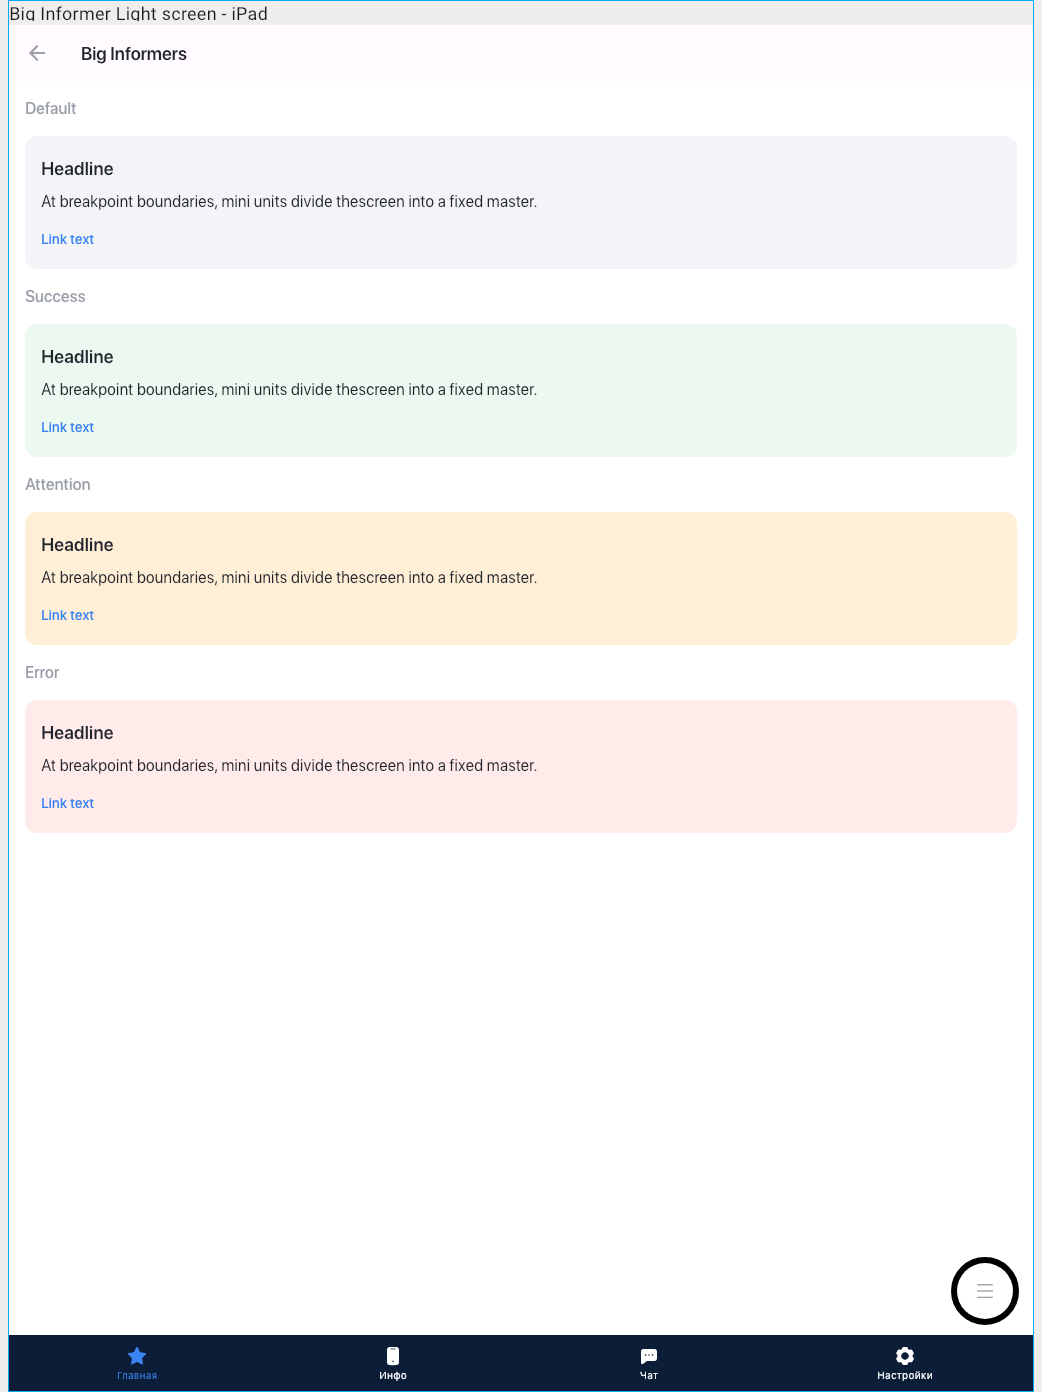 Big Informer Light screen - iPad
Big Informers
Default
Headline
At breakpoint boundaries, mini units divide thescreen into a fixed master.
Link text
Success
Headline
At breakpoint boundaries, mini units divide thescreen into a fixed master.
Link text
Attention
Headline
At breakpoint boundaries, mini units divide thescreen into a fixed master.
Link text
Error
Headline
At breakpoint boundaries, mini units divide thescreen into a fixed master.
Link text
Главная Инфо Чат Настройки